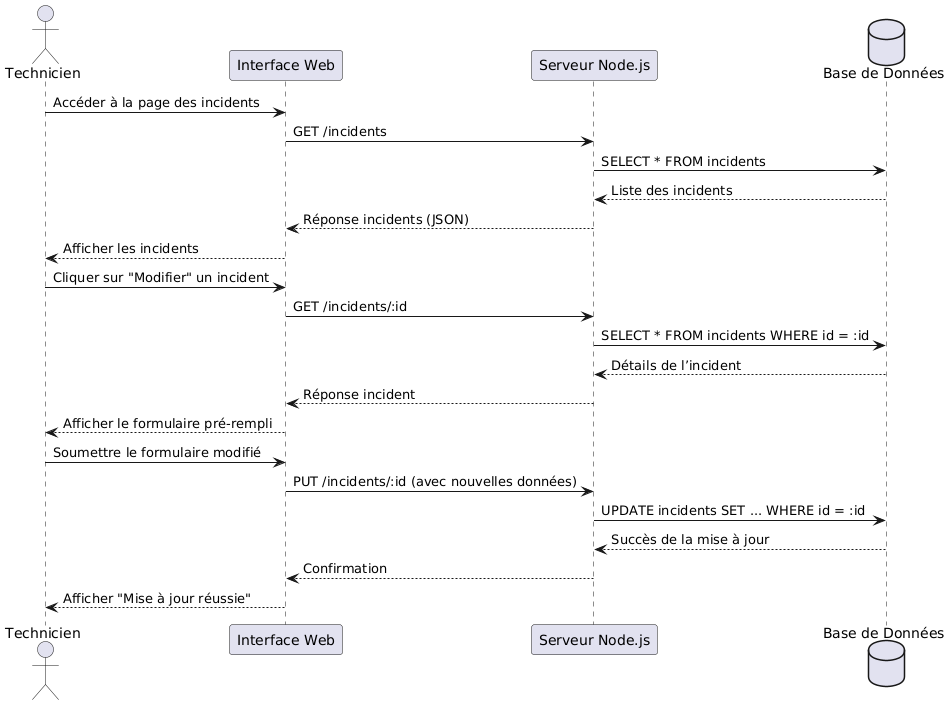 Technicien
Interface Web
Serveur Node.js
Base de Données
Accéder à la page des incidents
GET /incidents
SELECT * FROM incidents
Liste des incidents
Réponse incidents (JSON)
Afficher les incidents
Cliquer sur "Modifier" un incident
GET /incidents/:id
SELECT * FROM incidents WHERE id = :id
Détails de l’incident
Réponse incident
Afficher le formulaire pré-rempli
Soumettre le formulaire modifié
PUT /incidents/:id (avec nouvelles données)
UPDATE incidents SET ... WHERE id = :id
Succès de la mise à jour
Confirmation
Afficher "Mise à jour réussie"
Technicien
Interface Web
Serveur Node.js
Base de Données